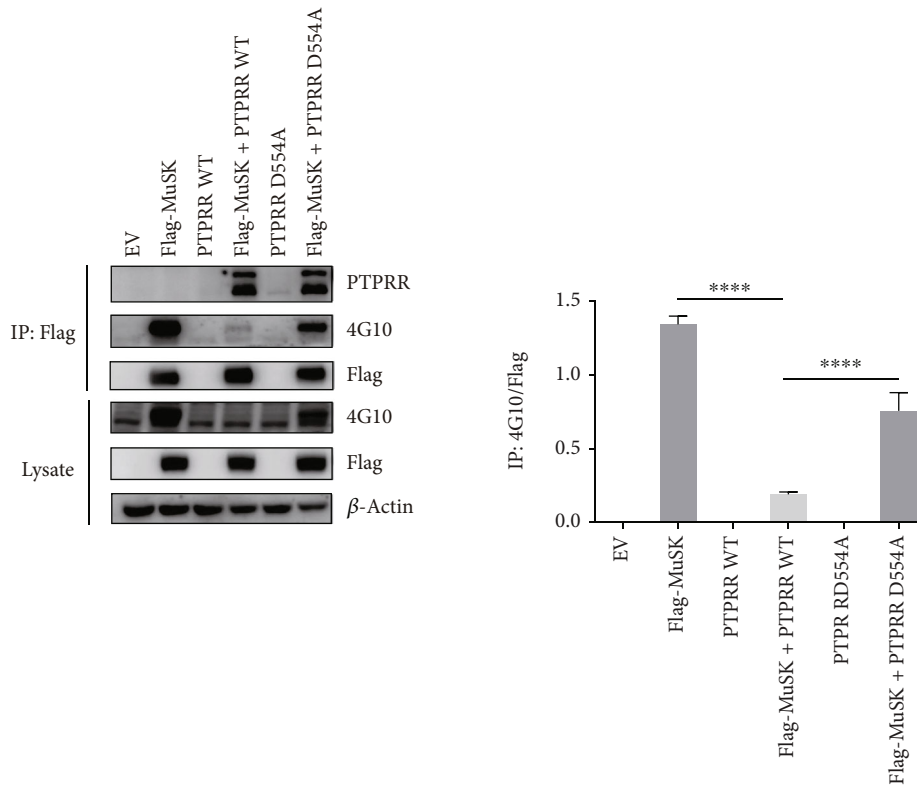 EV
Flag-MuSK
PTPRR WT
Flag-MuSK + PTPRR WT
PTPRR D554A
Flag-MuSK + PTPRR D554A
IP: Flag
PTPRR
4G10
Flag
Lysate
4G10
Flag
β-Actin
IP: 4G10/Flag
1.5
1.0
0.5
0.0
****
****
EV
Flag-MuSK
PTPRR WT
Flag-MuSK + PTPRR WT
PTPR RD554A
Flag-MuSK + PTPRR D554A